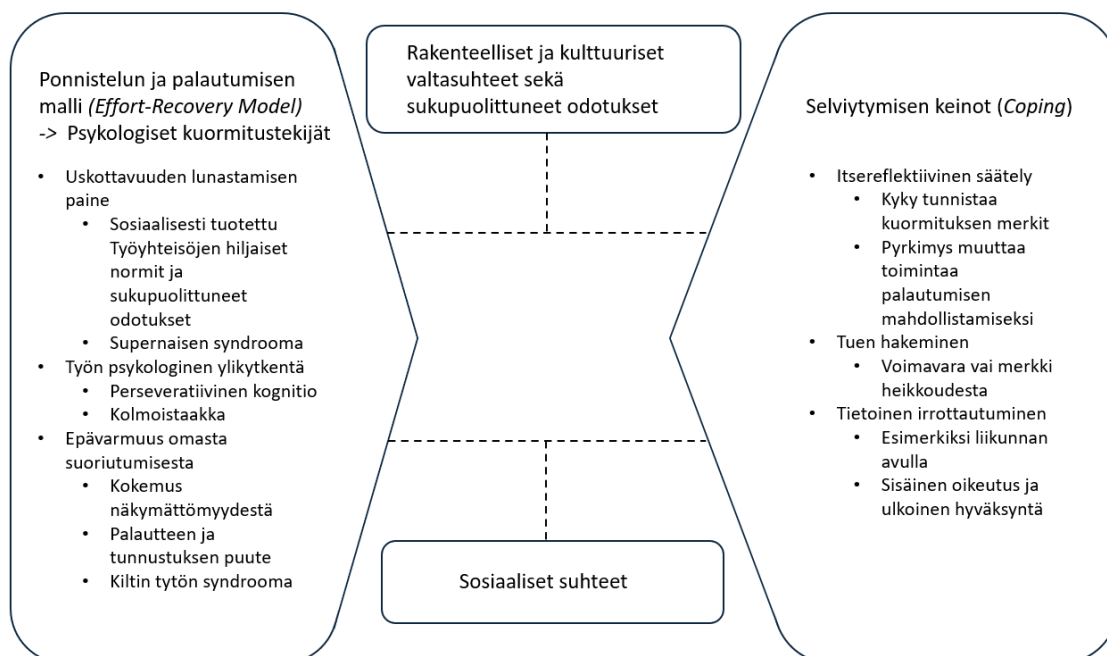 Ponnistelun ja palautumisen
malli (Effort-Recovery Model)
-> Psykologiset kuormitustekijät
• Uskottavuuden lunastamisen
paine
• Sosiaalisesti tuotettu
Työyhteisöjen hiljaiset
normit ja
sukupuolittuneet
odotukset
• Supernaisen syndrooma
• Työn psykologinen ylikytkentä
• Perseveratiivinen kognitio
• Kolmoistaakka
• Epävarmuus omasta
suoriutumisesta
• Kokemus
näkymättömyydestä
• Palautteen ja
tunnustuksen puute
• Kiltin tytön syndrooma
Rakenteelliset ja kulttuuriset
valtasuhteet sekä
sukupuolittuneet odotukset
Sosiaaliset suhteet
Selviytymisen keinot (Coping)
• Itsereflektiivinen säätely
• Kyky tunnistaa
kuormituksen merkit
• Pyrkimys muuttaa
toimintaa
palautumisen
mahdollistamiseksi
• Tuen hakeminen
• Voimavara vai merkki
heikkoudesta
• Tietoinen irrottautuminen
• Esimerkiksi liikunnan
avulla
• Sisäinen oikeutus ja
ulkoinen hyväksyntä